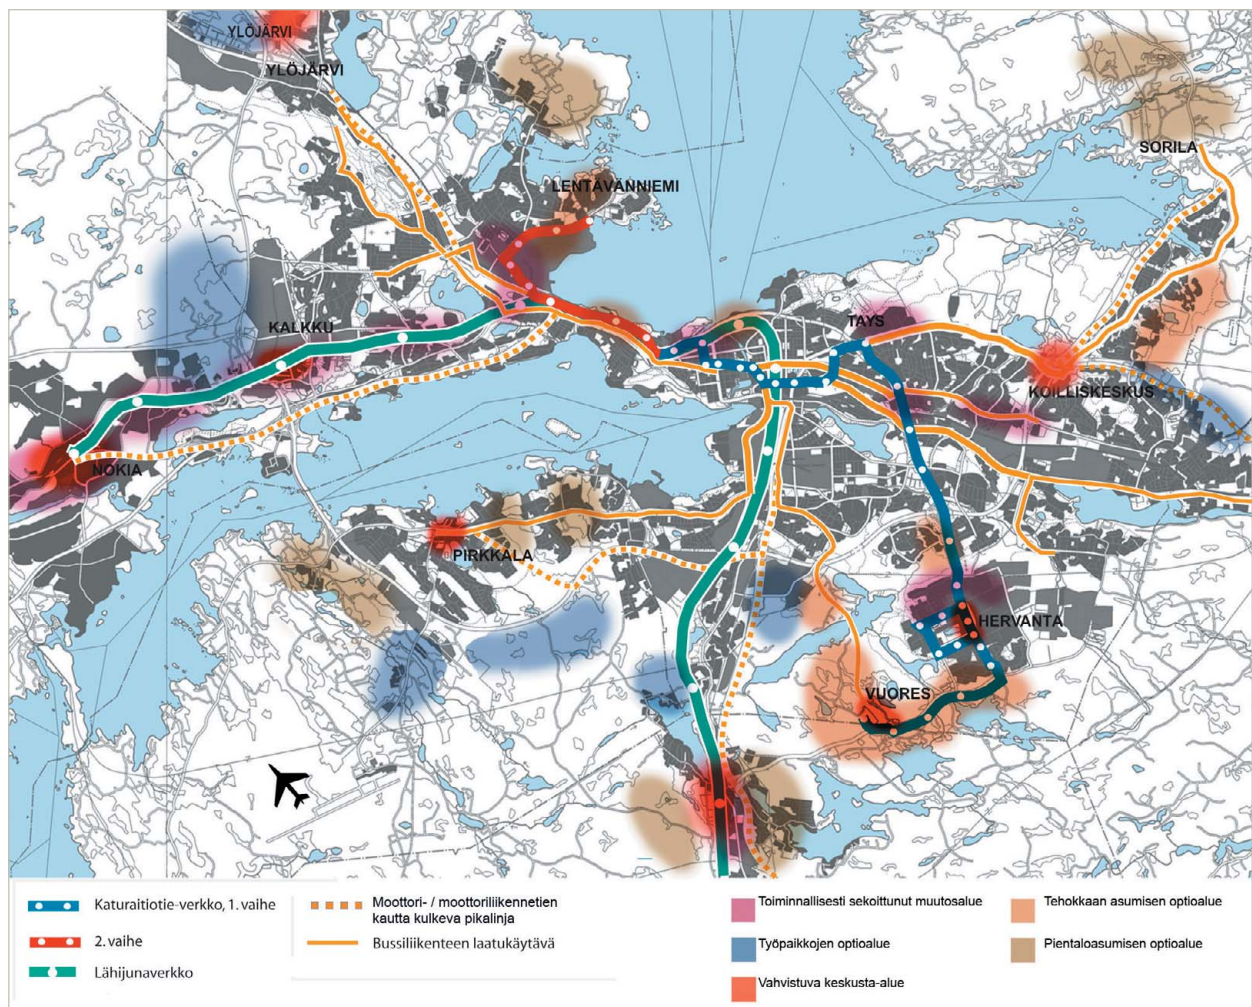 YLÖJÄRVI
YLÖJÄRVI
SORILA
LENTÄVÄNNIEMI
KALKKU
TAYS
KOILLISKESKUS
NOKIA
PIRKKALA
HERVANTA
VUORES
Katuraitiotie-verkko, 1. vaihe
2. vaihe
Lähijunaverkko
Moottori- / moottoriliikennetien
kautta kulkeva pikalinja
Bussiliikenteen laatukäytävä
Toiminnallisesti sekoittunut muutosalue
Työpaikkojen optioalue
Vahvistuva keskusta-alue
Tehokkaan asumisen optioalue
Pientaloasumisen optioalue